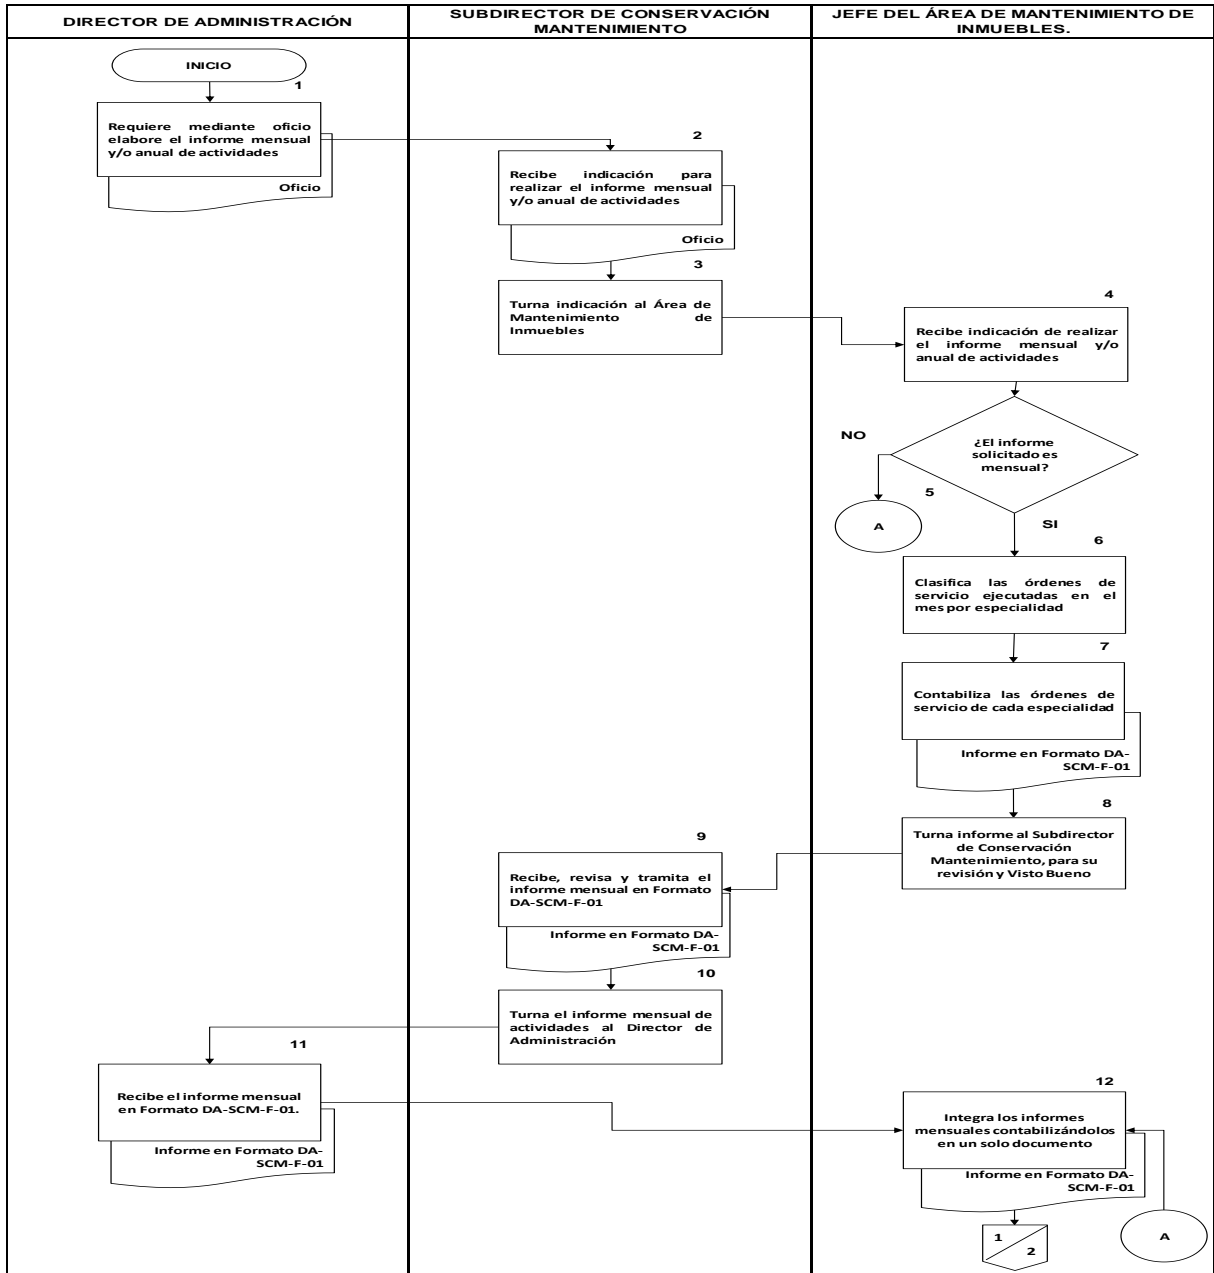 DIRECTOR DE ADMINISTRACIÓN
SUBDIRECTOR DE CONSERVACIÓN
MANTENIMIENTO
JEFE DEL ÁREA DE MANTENIMIENTO DE
INMUEBLES.
INICIO
1
Requiere mediante oficio
elabore el informe mensual
y/o anual de actividades
Oficio
2
Recibe indicación para
realizar el informe mensual
y/o anual de actividades
Oficio
3
Turna indicación al Área de
Mantenimiento de
Inmuebles
4
Recibe indicación de realizar
el informe mensual y/o
anual de actividades
¿El informe
solicitado es
mensual?
NO
5
A
SI
6
Clasifica las órdenes de
servicio ejecutadas en el
mes por especialidad
7
Contabiliza las órdenes de
servicio de cada especialidad
Informe en Formato DA-
SCM-F-01
8
Turna informe al Subdirector
de Conservación
Mantenimiento, para su
revisión y Visto Bueno
9
Recibe, revisa y tramita el
informe mensual en Formato
DA-SCM-F-01
Informe en Formato DA-
SCM-F-01
10
Turna el informe mensual de
actividades al Director de
Administración
11
Recibe el informe mensual
en Formato DA-SCM-F-01.
Informe en Formato DA-
SCM-F-01
12
Integra los informes
mensuales contabilizándolos
en un solo documento
Informe en Formato DA-
SCM-F-01
1
2
A